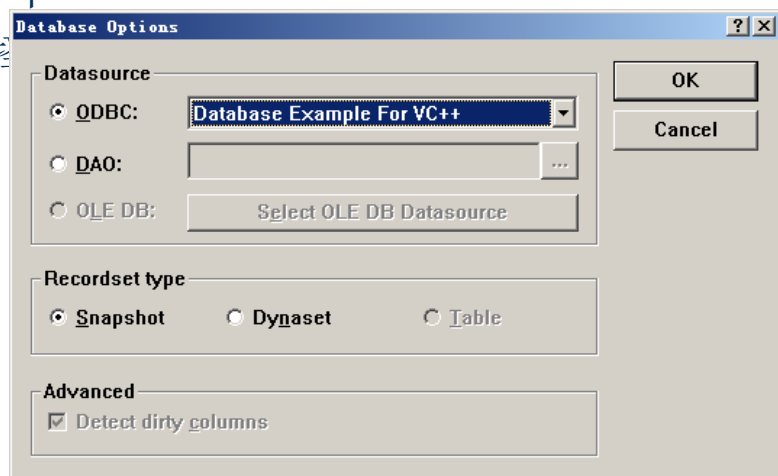 Database Options
Datasource
ODBC: Database Example For VC++
DAO: ...
OLE DB: Select OLE DB Datasource
OK
Cancel
Recordset type
Snapshot Dynaset Table
Advanced
Detect dirty columns